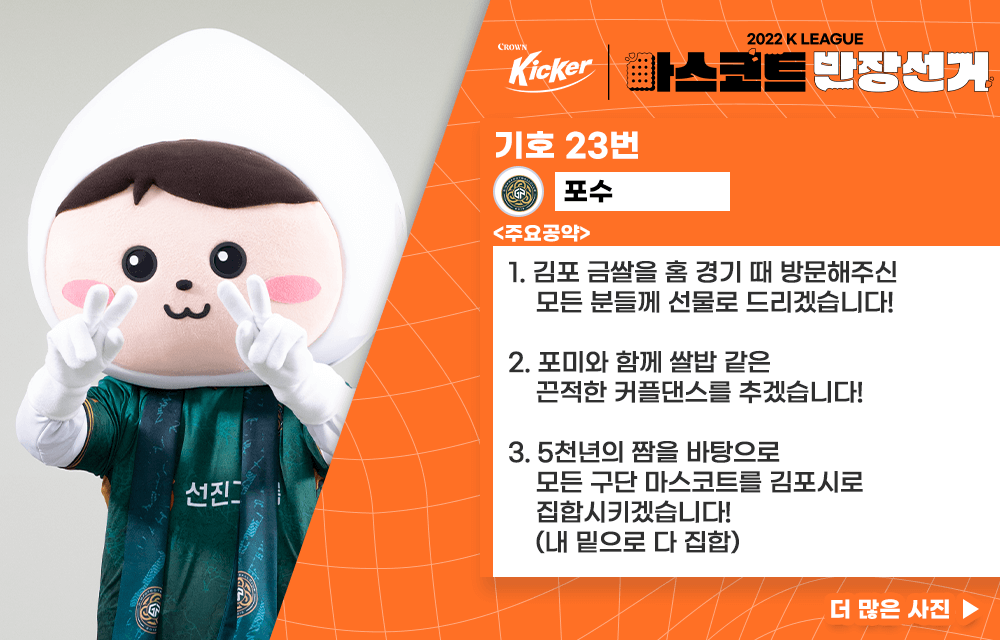 CROWN
Kicker
2022 K LEAGUE
마스코트 반장선거
기호 23번
포수
<주요공약>
1. 김포 금쌀을 홈 경기 때 방문해주신
모든 분들께 선물로 드리겠습니다!
2. 포미와 함께 쌀밥 같은
끈적한 커플댄스를 추겠습니다!
3. 5천년의 짬을 바탕으로
모든 구단 마스코트를 김포시로
집합시키겠습니다!
(내 밑으로 다 집합)
선진
더 많은 사진 ▶